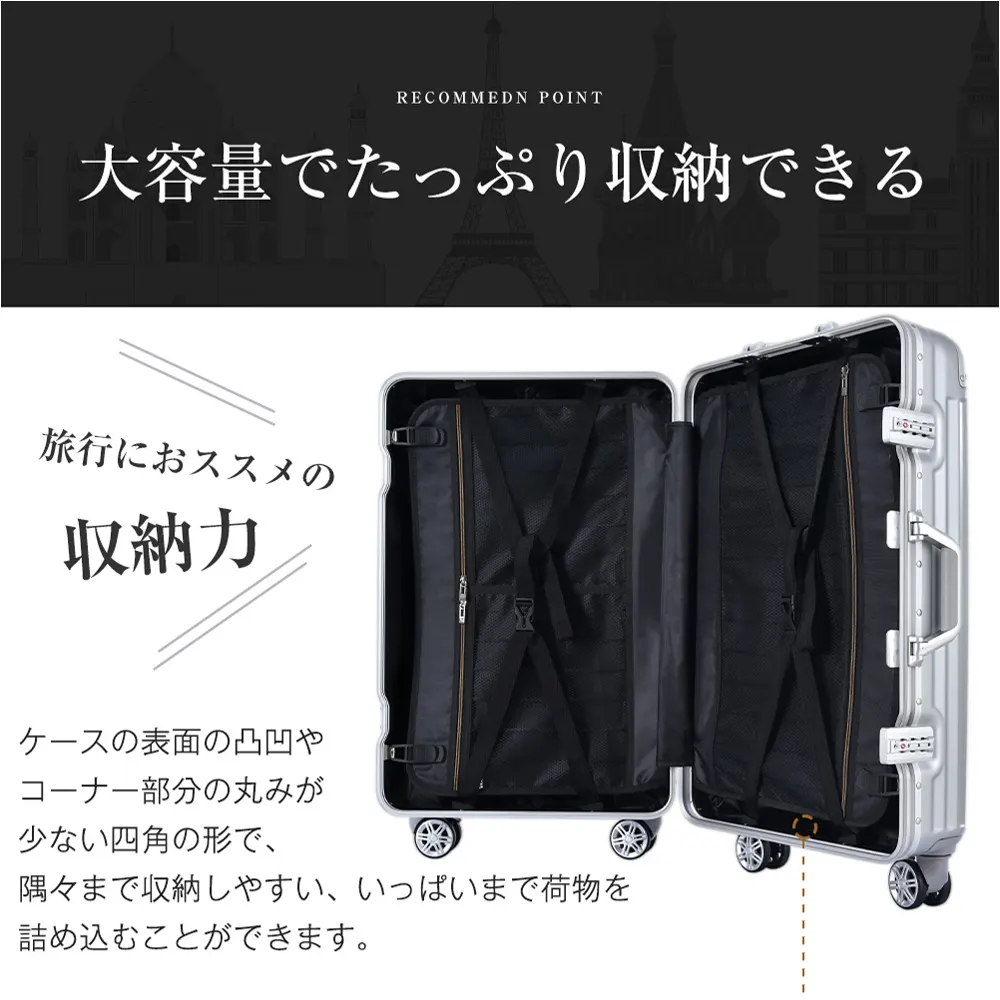 RECOMMEDN POINT
大容量でたっぷり収納できる
旅行におススメの
収納力
ケースの表面の凸凹や
コーナー部分の丸みが
少ない四角の形で、
隅々まで収納しやすい、いっぱいまで荷物を
詰め込むことができます。